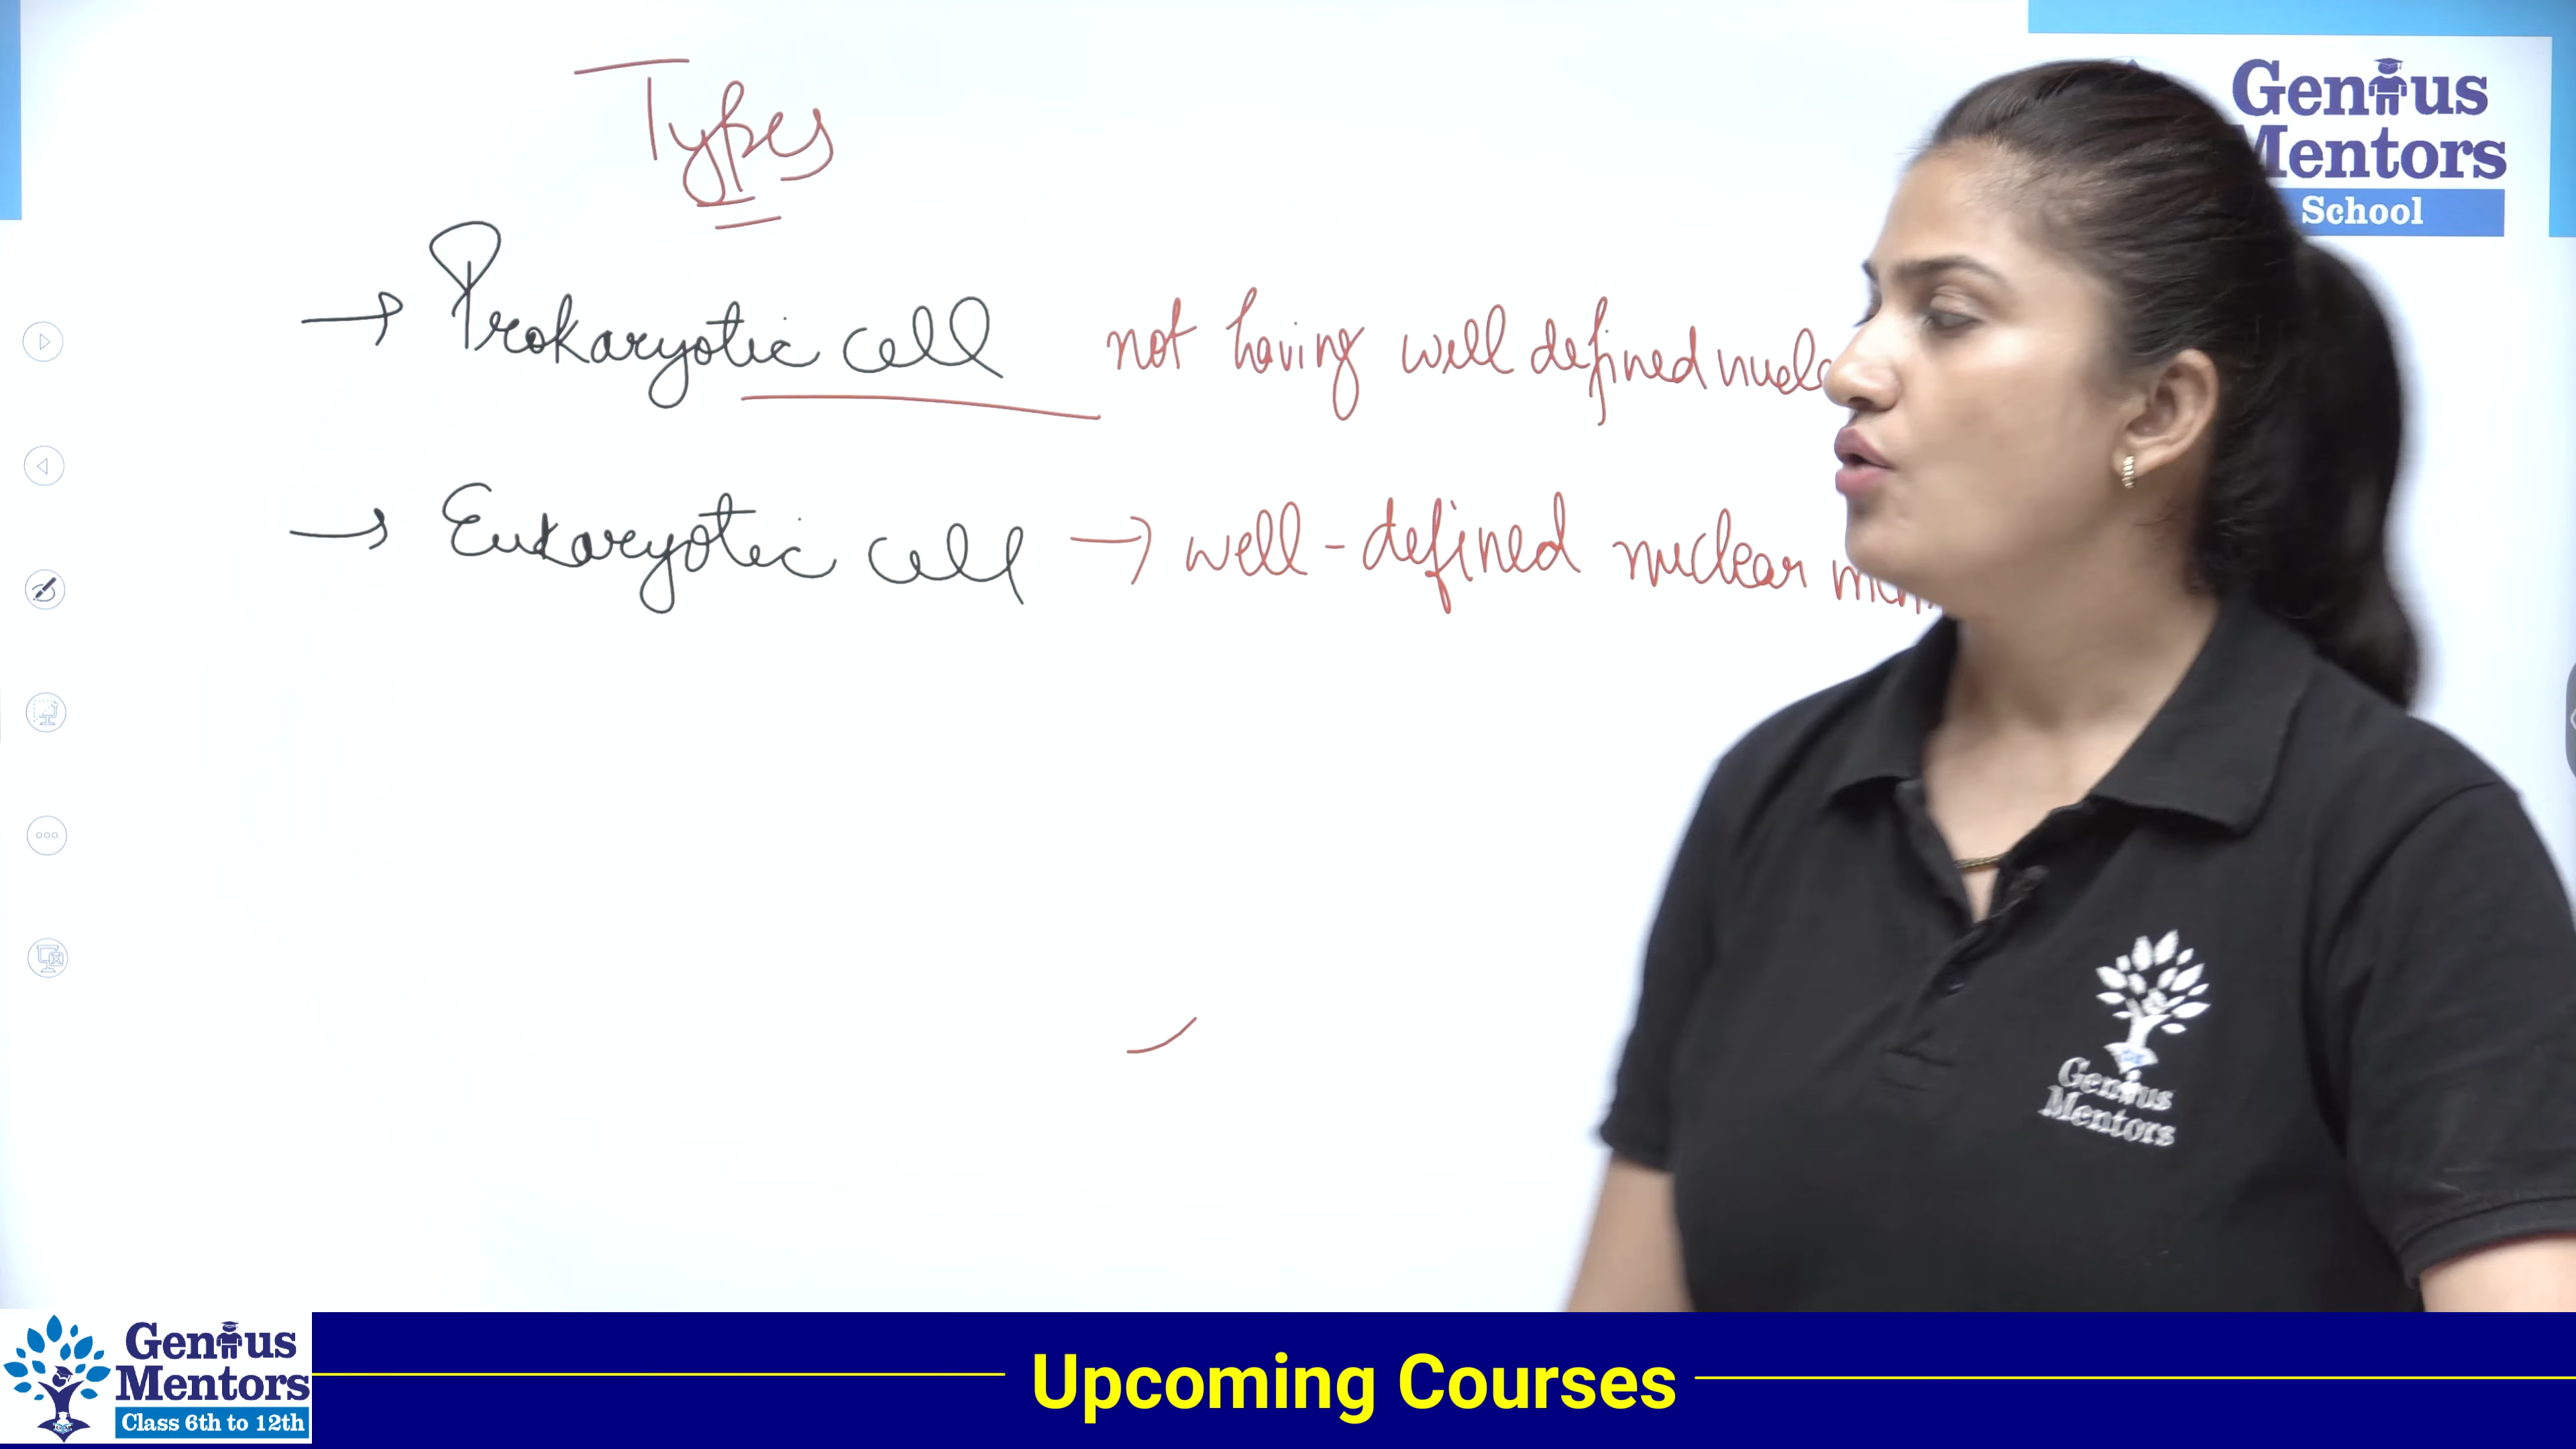 Types
Genius
Mentors
School
→ Prokaryotic cell not having well defined
→ Eukaryotic cell → well-defined nuclear
Genius
Mentors
Genius
Mentors
Class 6th to 12th
Upcoming Courses